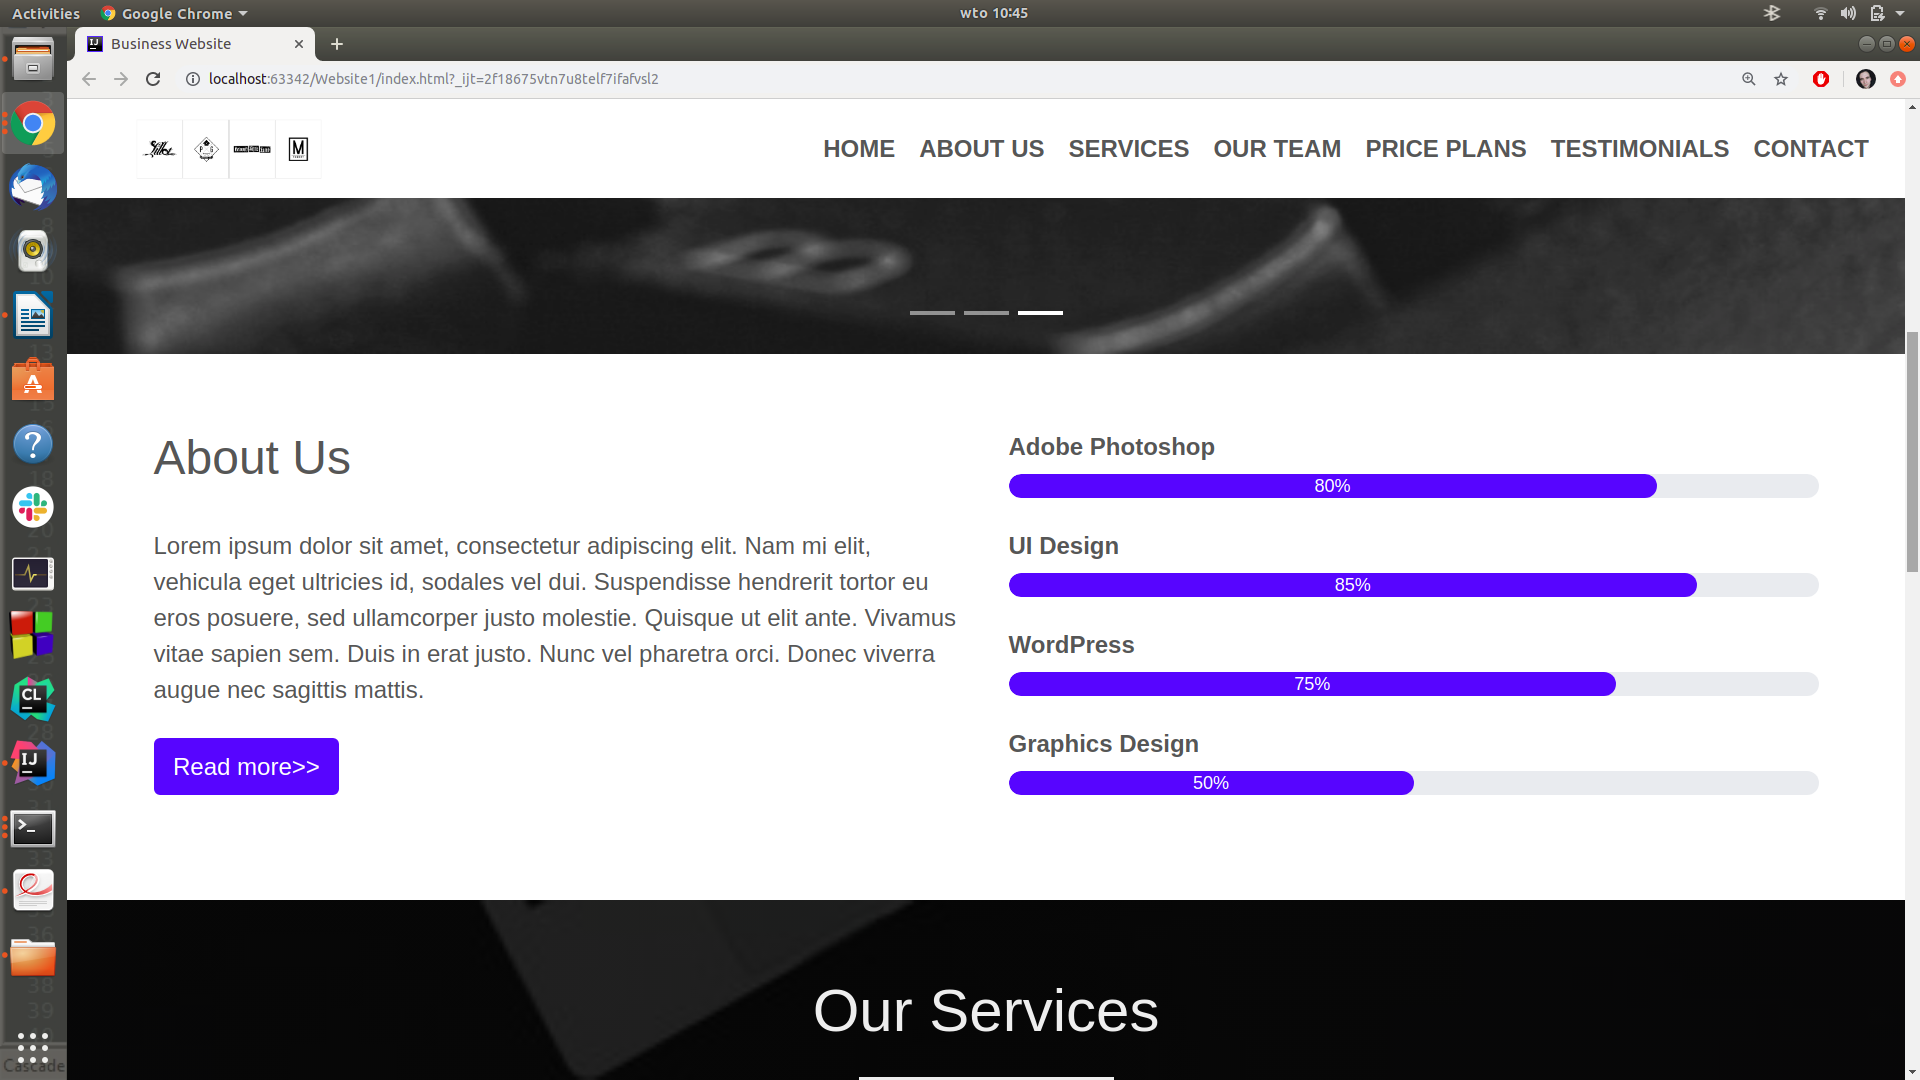 Activities
Google Chrome
wto 10:45
Business Website
localhost:63342/Website1/index.html?_ijt=2f18675vtn7u8telf7ifafvsl2
HOME ABOUT US SERVICES OUR TEAM PRICE PLANS TESTIMONIALS CONTACT
About Us
Lorem ipsum dolor sit amet, consectetur adipiscing elit. Nam mi elit,
vehicula eget ultricies id, sodales vel dui. Suspendisse hendrerit tortor eu
eros posuere, sed ullamcorper justo molestie. Quisque ut elit ante. Vivamus
vitae sapien sem. Duis in erat justo. Nunc vel pharetra orci. Donec viverra
augue nec sagittis mattis.
Read more>>
Adobe Photoshop
80%
UI Design
85%
WordPress
75%
Graphics Design
50%
Our Services
CL
IJ
Cascade